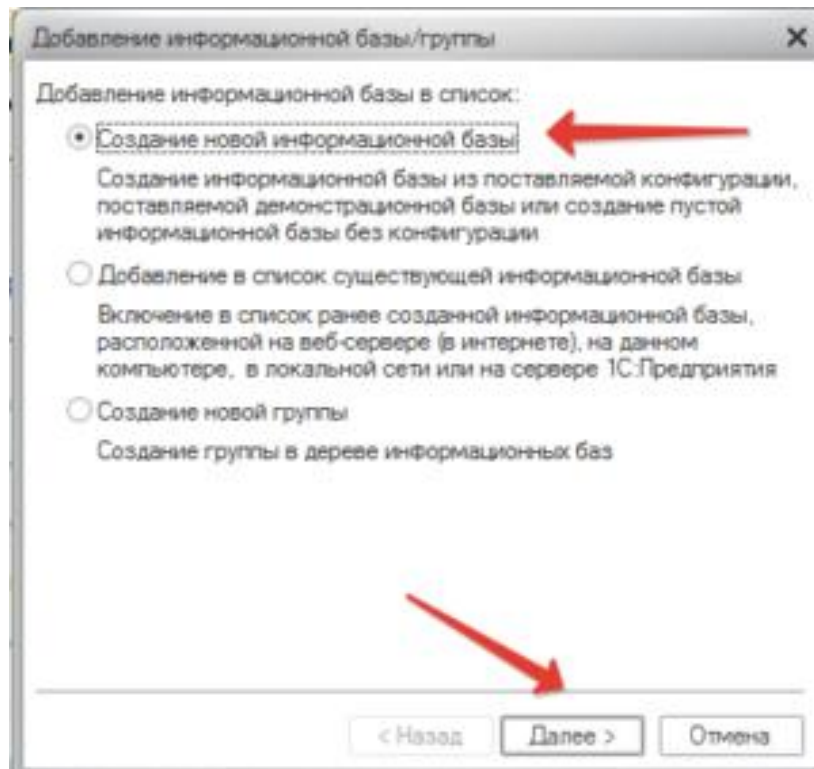 Добавление информационной базы/группы
Добавление информационной базы в список:
Создание новой информационной базы
Создание информационной базы из поставляемой конфигурации,
поставляемой демонстрационной базы или создание пустой
информационной базы без конфигурации
Добавление в список существующей информационной базы
Включение в список ранее созданной информационной базы,
расположенной на веб-сервере (в интернете), на данном
компьютере, в локальной сети или на сервере 1С:Предприятия
Создание новой группы
Создание группы в дереве информационных баз
< Назад Далее > Отмена